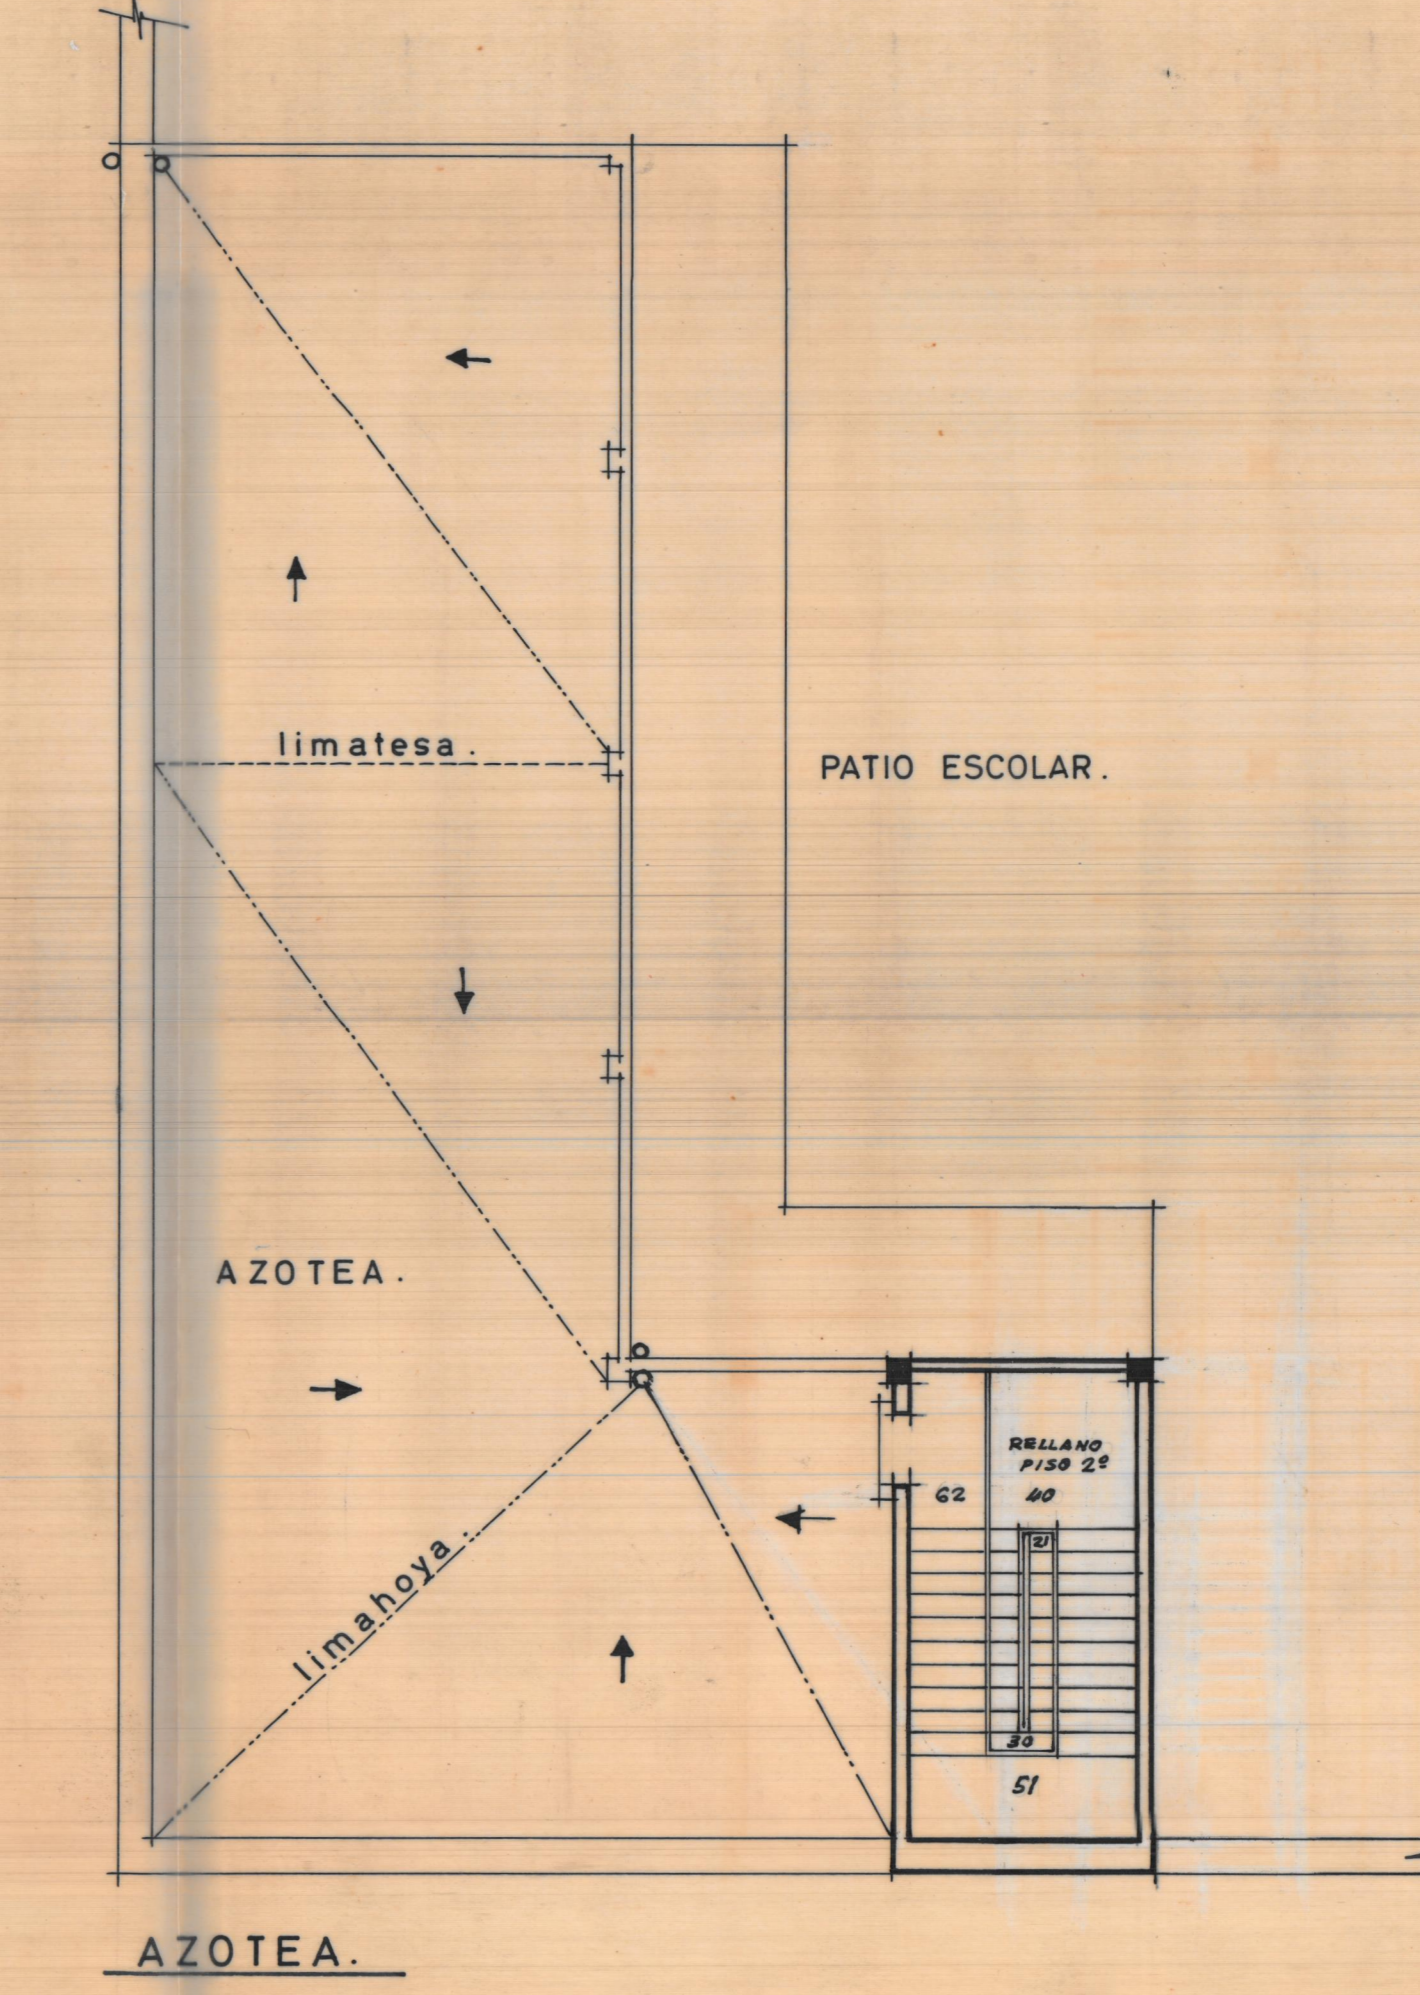 limatesa.
PATIO ESCOLAR.
AZOTEA.
RELLANO
PISO 2º
62
40
21
limahoya.
30
51
AZOTEA.